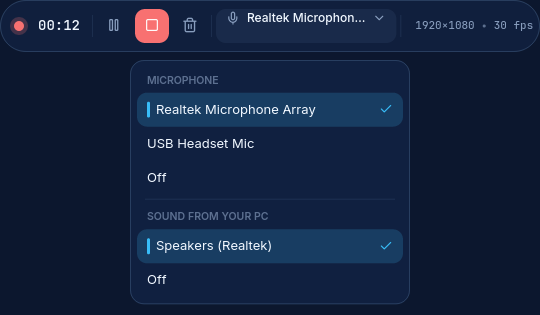 00:12
Realtek Microphon...
1920×1080 • 30 fps
MICROPHONE
Realtek Microphone Array
USB Headset Mic
Off
SOUND FROM YOUR PC
Speakers (Realtek)
Off